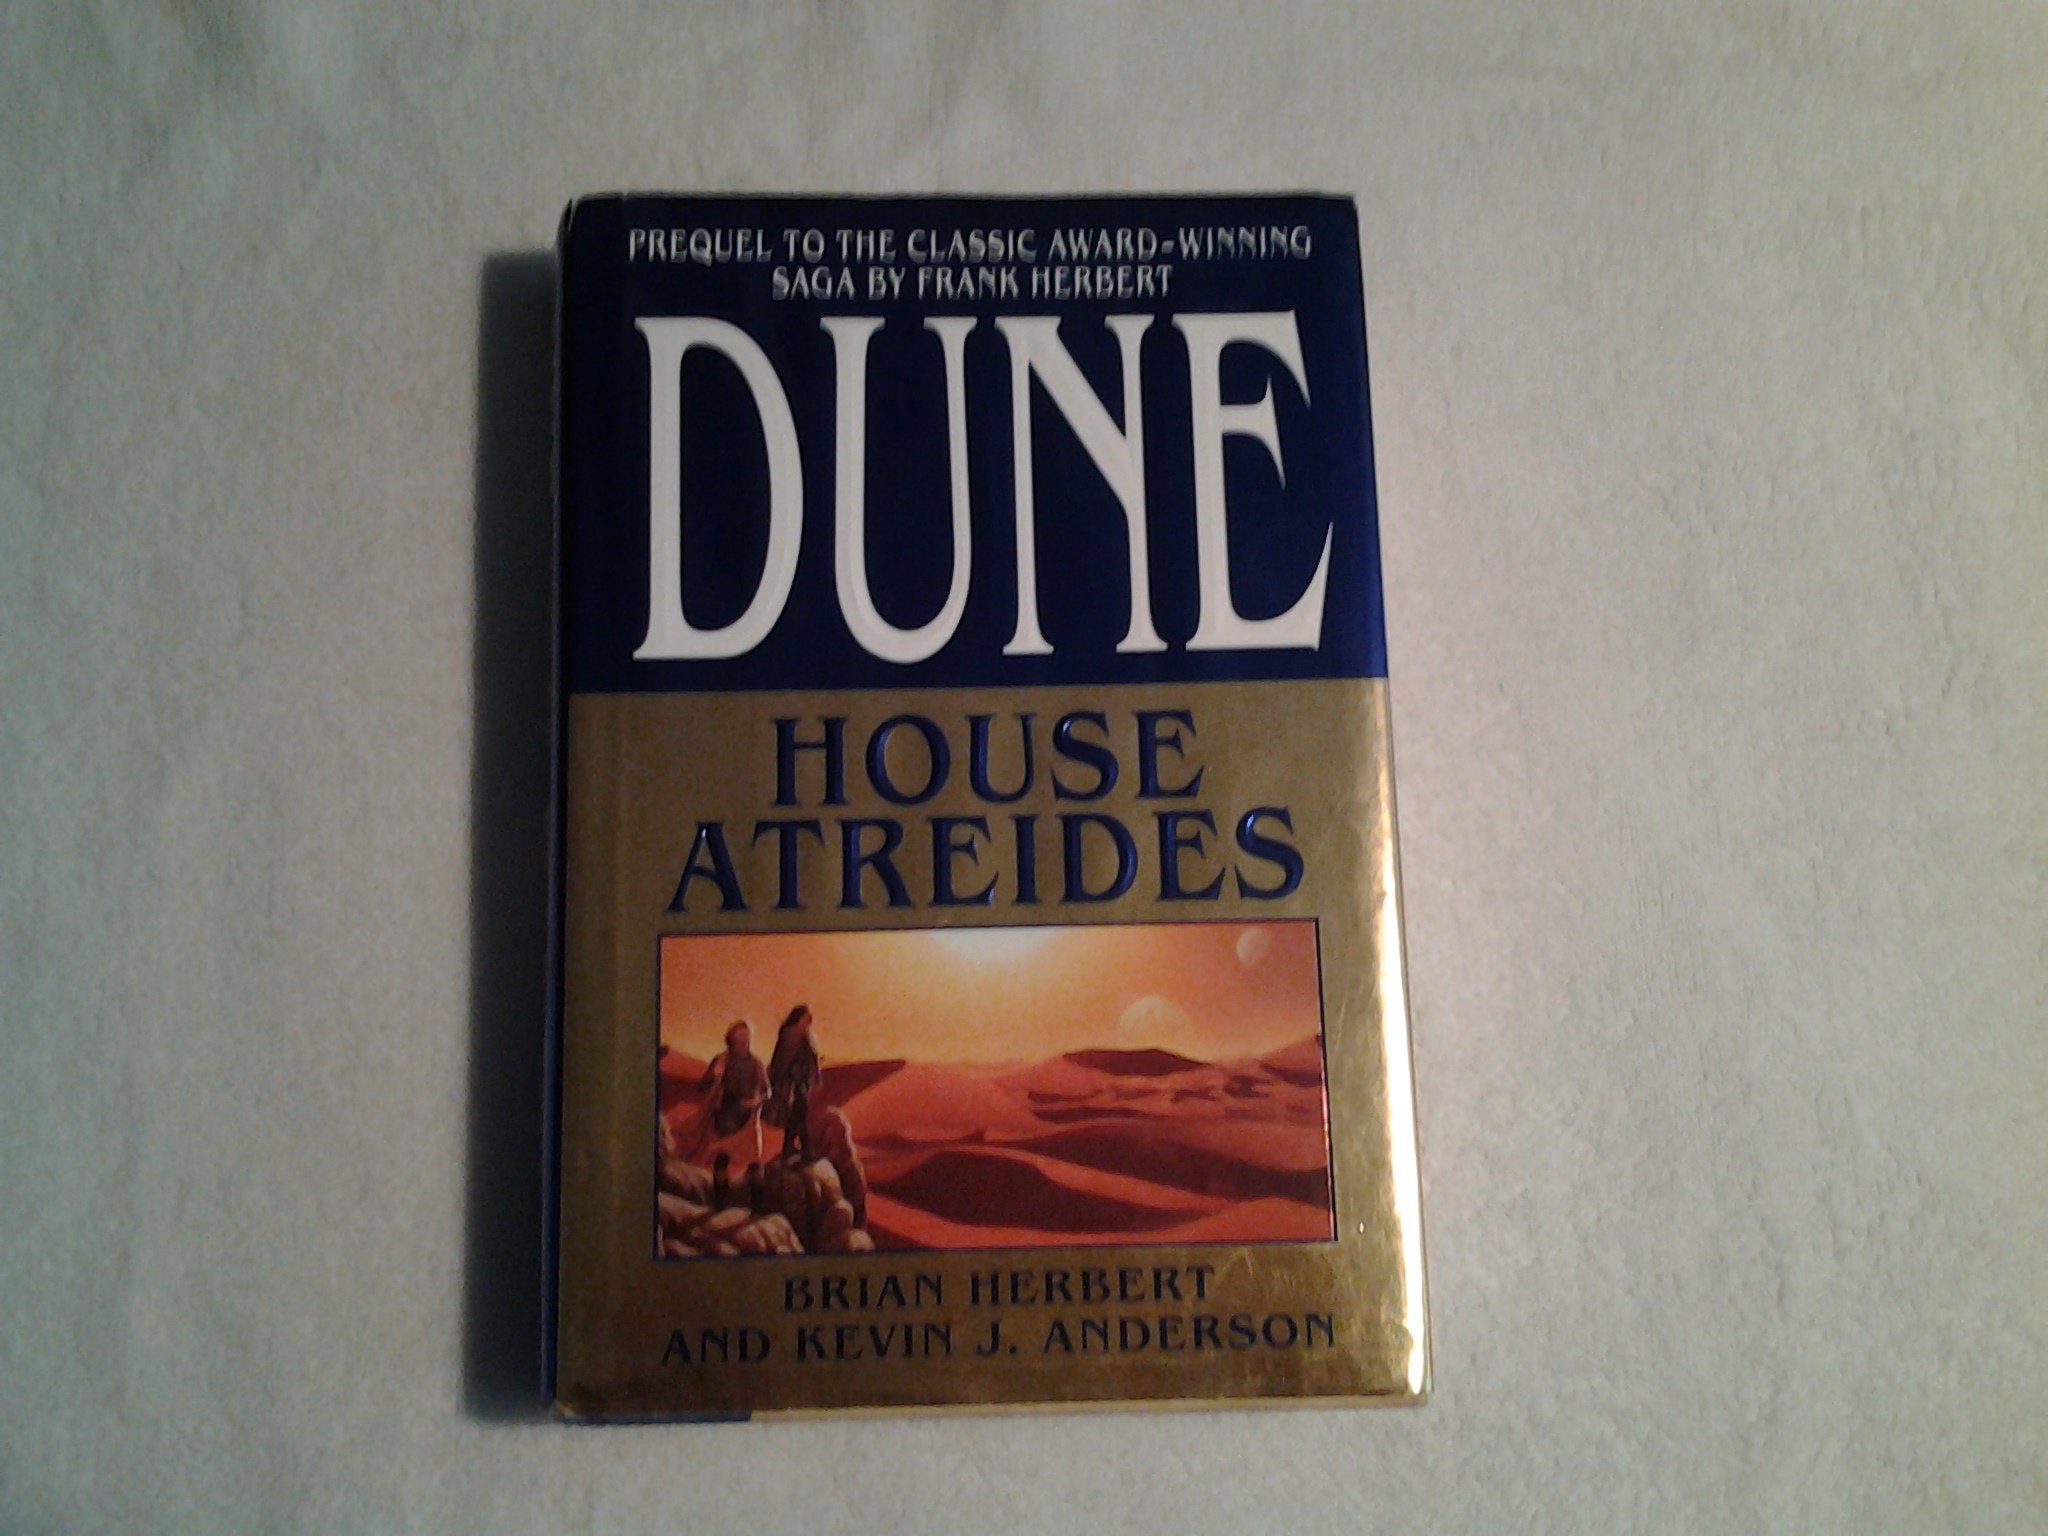 PREQUEL TO THE CLASSIC AWARD-WINNING
SAGA BY FRANK HERBERT
DUNE
HOUSE
ATREIDES
BRIAN HERBERT
AND KEVIN J. ANDERSON